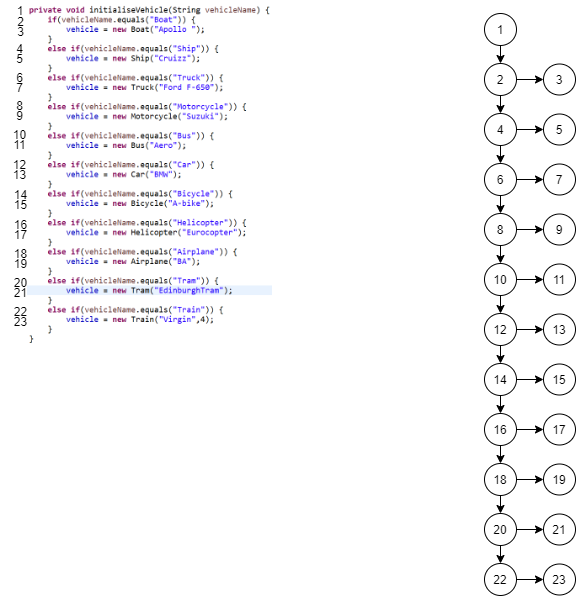 1 private void initialiseVehicle(String vehicleName) {
2 if(vehicleName.equals("Boat")) {
3 vehicle = new Boat("Apollo ");
}
4 else if(vehicleName.equals("Ship")) {
5 vehicle = new Ship("Cruizz");
}
6 else if(vehicleName.equals("Truck")) {
7 vehicle = new Truck("Ford F-650");
}
8 else if(vehicleName.equals("Motorcycle")) {
9 vehicle = new Motorcycle("Suzuki");
}
10 else if(vehicleName.equals("Bus")) {
11 vehicle = new Bus("Aero");
}
12 else if(vehicleName.equals("Car")) {
13 vehicle = new Car("BMW");
}
14 else if(vehicleName.equals("Bicycle")) {
15 vehicle = new Bicycle("A-bike");
}
16 else if(vehicleName.equals("Helicopter")) {
17 vehicle = new Helicopter("Eurocopter");
}
18 else if(vehicleName.equals("Airplane")) {
19 vehicle = new Airplane("BA");
}
20 else if(vehicleName.equals("Tram")) {
21 vehicle = new Tram("EdinburghTram");
}
22 else if(vehicleName.equals("Train")) {
23 vehicle = new Train("Virgin",4);
}
}
1
2 3
4 5
6 7
8 9
10 11
12 13
14 15
16 17
18 19
20 21
22 23